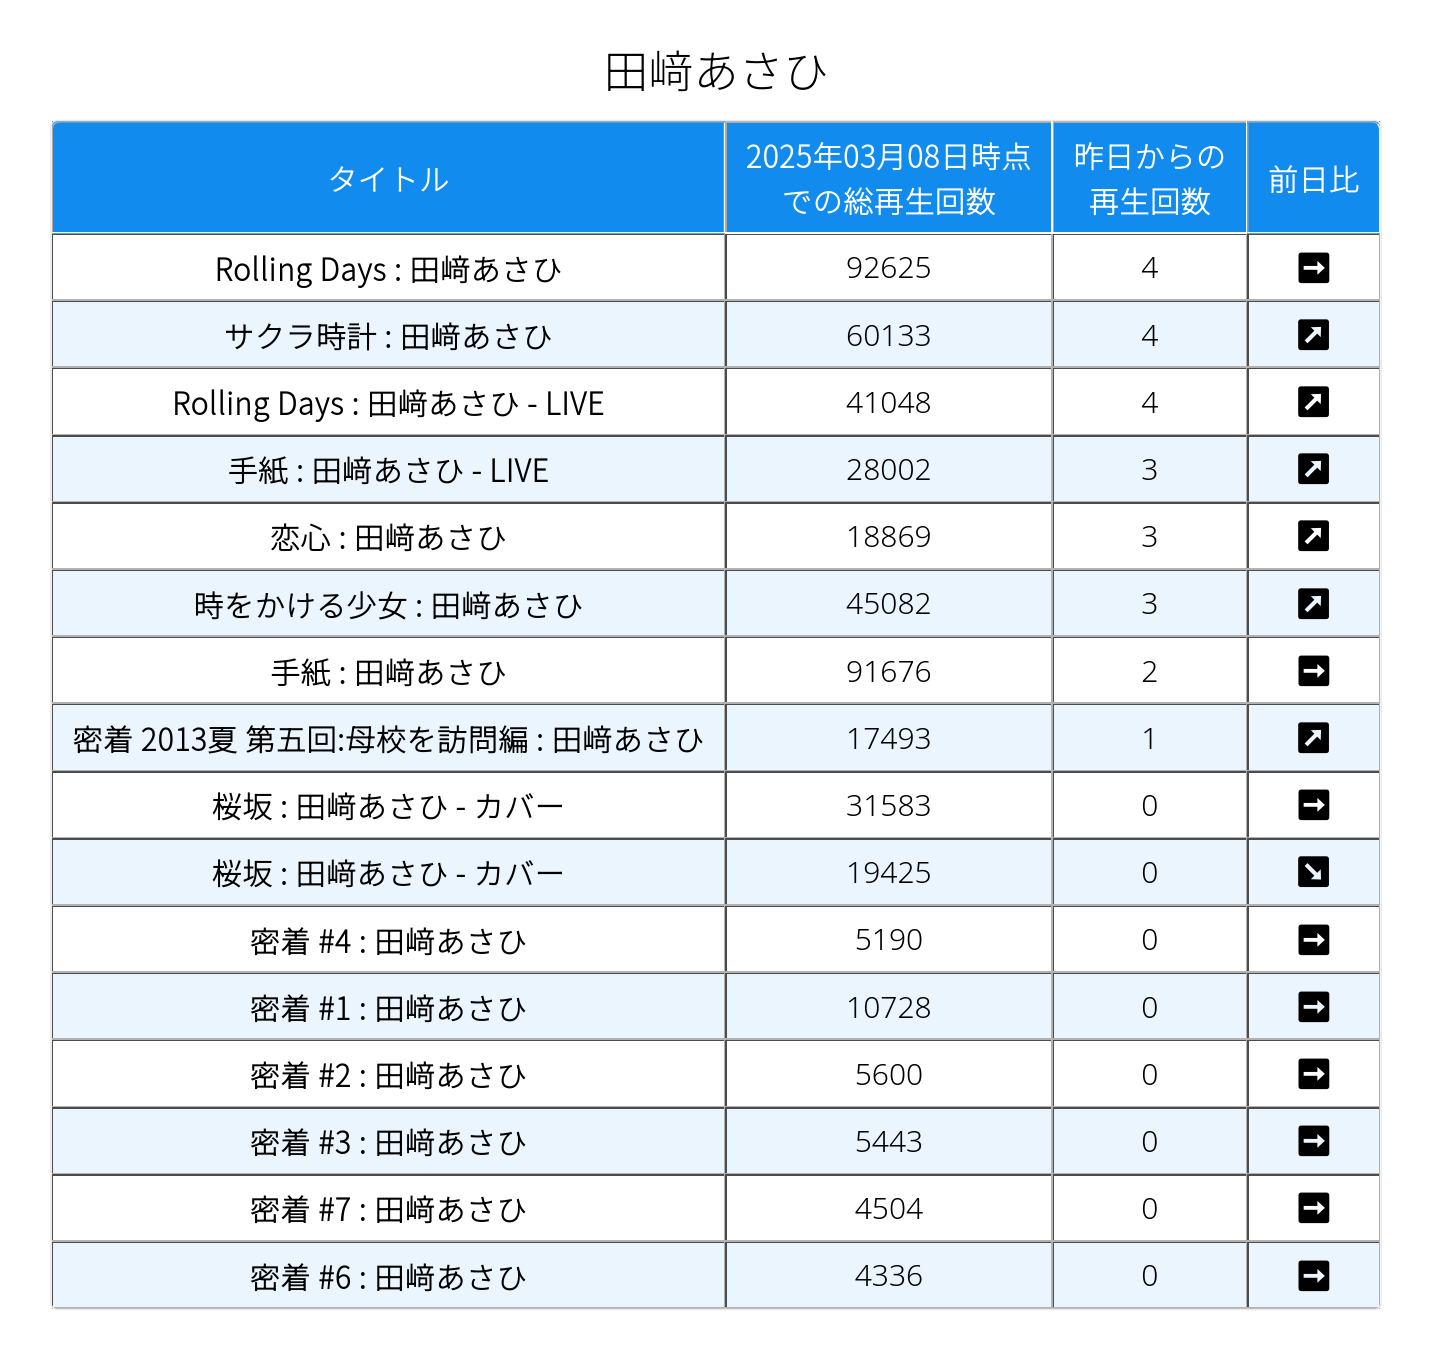 田﨑あさひ
タイトル
2025年03月08日時点
での総再生回数
昨日からの
再生回数
前日比
Rolling Days : 田﨑あさひ 92625 4 ➡
サクラ時計 : 田﨑あさひ 60133 4 ↗
Rolling Days : 田﨑あさひ - LIVE 41048 4 ↗
手紙 : 田﨑あさひ - LIVE 28002 3 ↗
恋心 : 田﨑あさひ 18869 3 ↗
時をかける少女 : 田﨑あさひ 45082 3 ↗
手紙 : 田﨑あさひ 91676 2 ➡
密着 2013夏 第五回:母校を訪問編 : 田﨑あさひ 17493 1 ↗
桜坂 : 田﨑あさひ - カバー 31583 0 ➡
桜坂 : 田﨑あさひ - カバー 19425 0 ↘
密着 #4 : 田﨑あさひ 5190 0 ➡
密着 #1 : 田﨑あさひ 10728 0 ➡
密着 #2 : 田﨑あさひ 5600 0 ➡
密着 #3 : 田﨑あさひ 5443 0 ➡
密着 #7 : 田﨑あさひ 4504 0 ➡
密着 #6 : 田﨑あさひ 4336 0 ➡